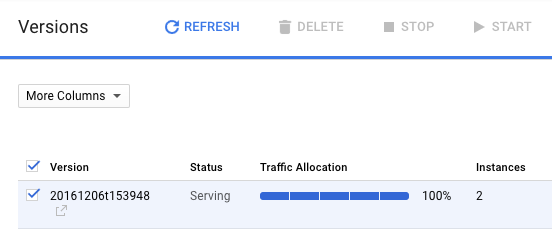 Versions REFRESH DELETE STOP START
More Columns
Version Status Traffic Allocation Instances
20161206t153948 Serving 100% 2